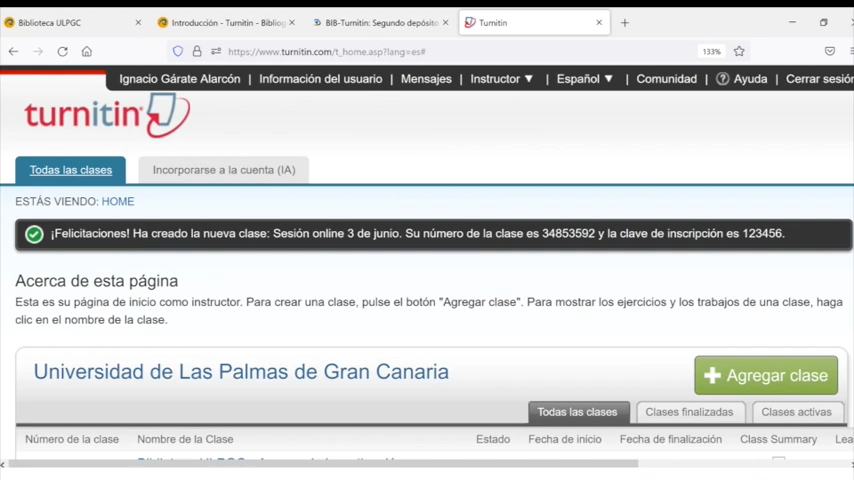 Biblioteca ULPGC
Introducción - Turnitin - Bibliog
BIB-Turnitin: Segundo depósito
Turnitin
https://www.turnitin.com/t_home.asp?lang=es#
133%
Ignacio Gárate Alarcón | Información del usuario | Mensajes | Instructor ▼ | Español ▼ | Comunidad | ? Ayuda | Cerrar sesión
turnitin
Todas las clases
Incorporarse a la cuenta (IA)
ESTÁS VIENDO: HOME
¡Felicitaciones! Ha creado la nueva clase: Sesión online 3 de junio. Su número de la clase es 34853592 y la clave de inscripción es 123456.
Acerca de esta página
Esta es su página de inicio como instructor. Para crear una clase, pulse el botón "Agregar clase". Para mostrar los ejercicios y los trabajos de una clase, haga
clic en el nombre de la clase.
Universidad de Las Palmas de Gran Canaria
Agregar clase
Todas las clases
Clases finalizadas
Clases activas
Número de la clase
Nombre de la Clase
Estado
Fecha de inicio
Fecha de finalización
Class Summary
Lea